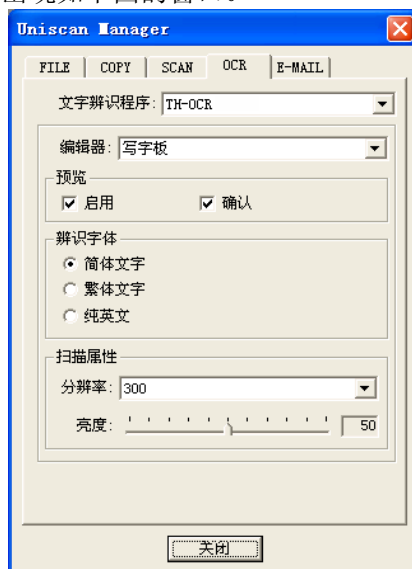 Uniscan Manager
FILE COPY SCAN OCR E-MAIL
文字辨识程序: TH-OCR
编辑器: 写字板
预览
启用 确认
辨识字体
简体文字
繁体文字
纯英文
扫描属性
分辨率: 300
亮度: 50
关闭